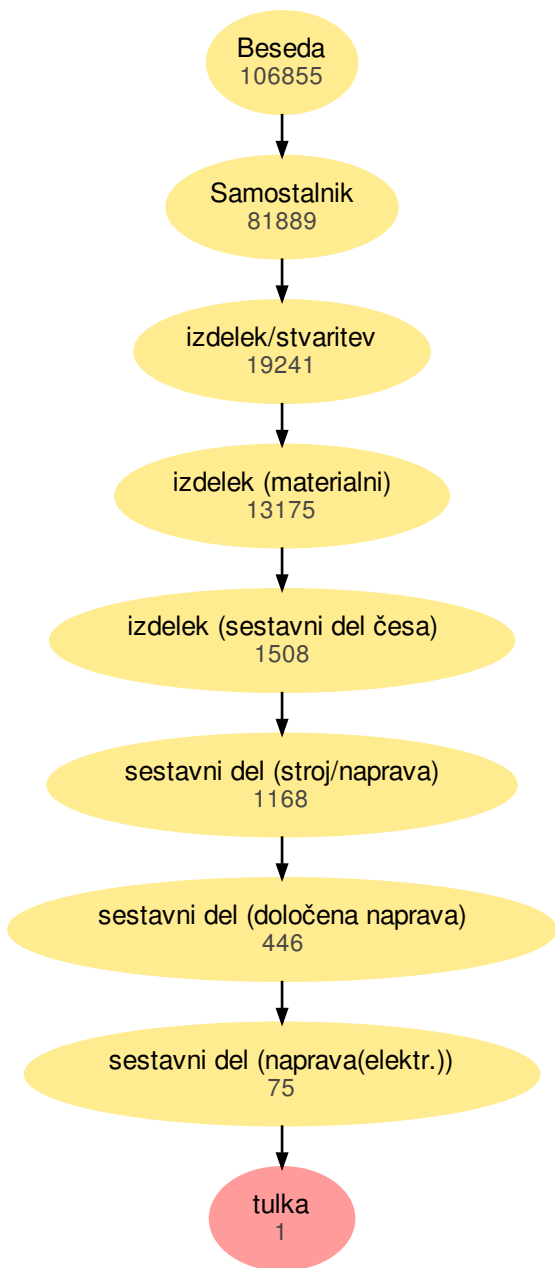 Beseda
106855
Samostalnik
81889
izdelek/stvaritev
19241
izdelek (materialni)
13175
izdelek (sestavni del česa)
1508
sestavni del (stroj/naprava)
1168
sestavni del (določena naprava)
446
sestavni del (naprava(elektr.))
75
tulka
1